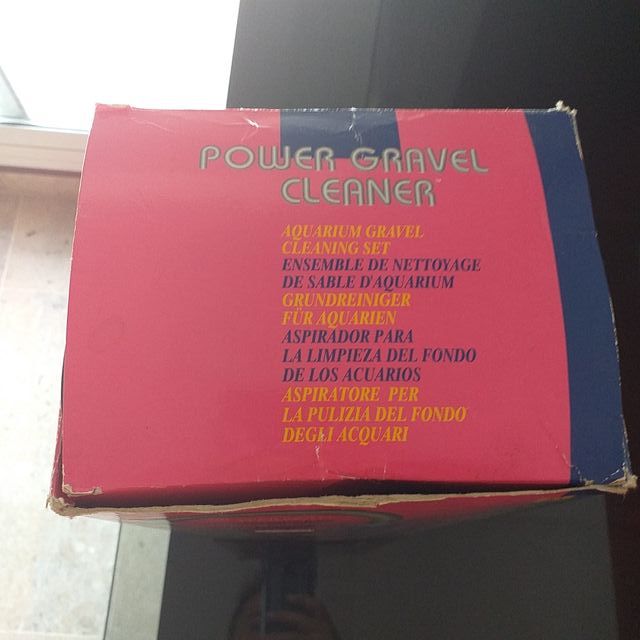 POWER GRAVEL
CLEANER™
AQUARIUM GRAVEL
CLEANING SET
ENSEMBLE DE NETTOYAGE
DE SABLE D'AQUARIUM
GRUNDREINIGER
FÜR AQUARIEN
ASPIRADOR PARA
LA LIMPIEZA DEL FONDO
DE LOS ACUARIOS
ASPIRATORE PER
LA PULIZIA DEL FONDO
DEGLI ACQUARI